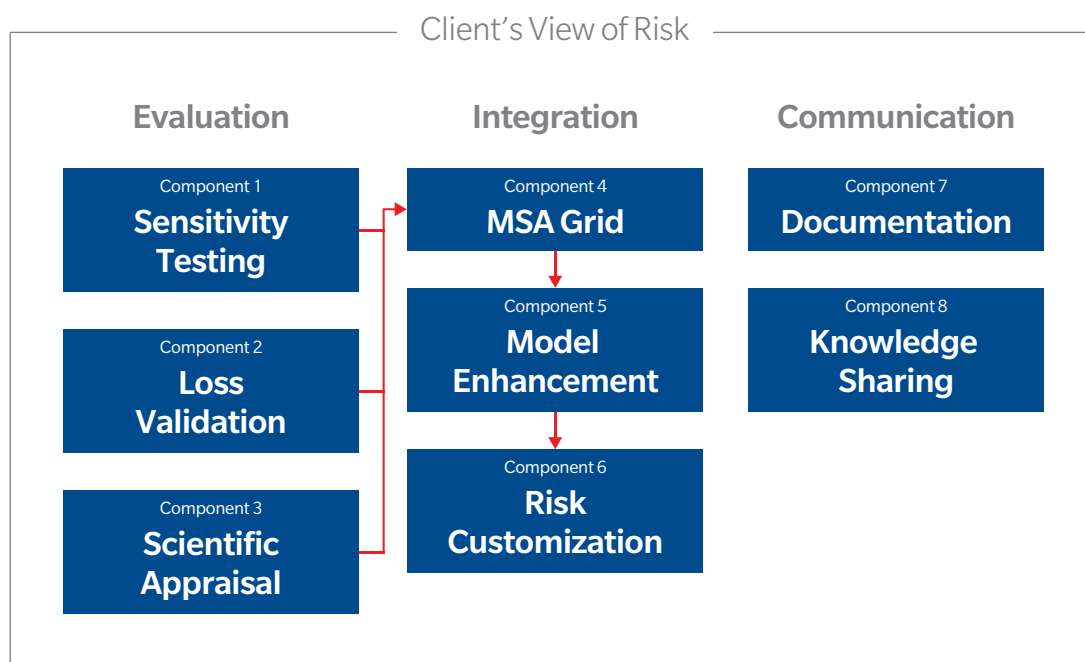 Client’s View of Risk
Evaluation
Component 1
Sensitivity
Testing
Component 2
Loss
Validation
Component 3
Scientific
Appraisal
Integration
Component 4
MSA Grid
Component 5
Model
Enhancement
Component 6
Risk
Customization
Communication
Component 7
Documentation
Component 8
Knowledge
Sharing